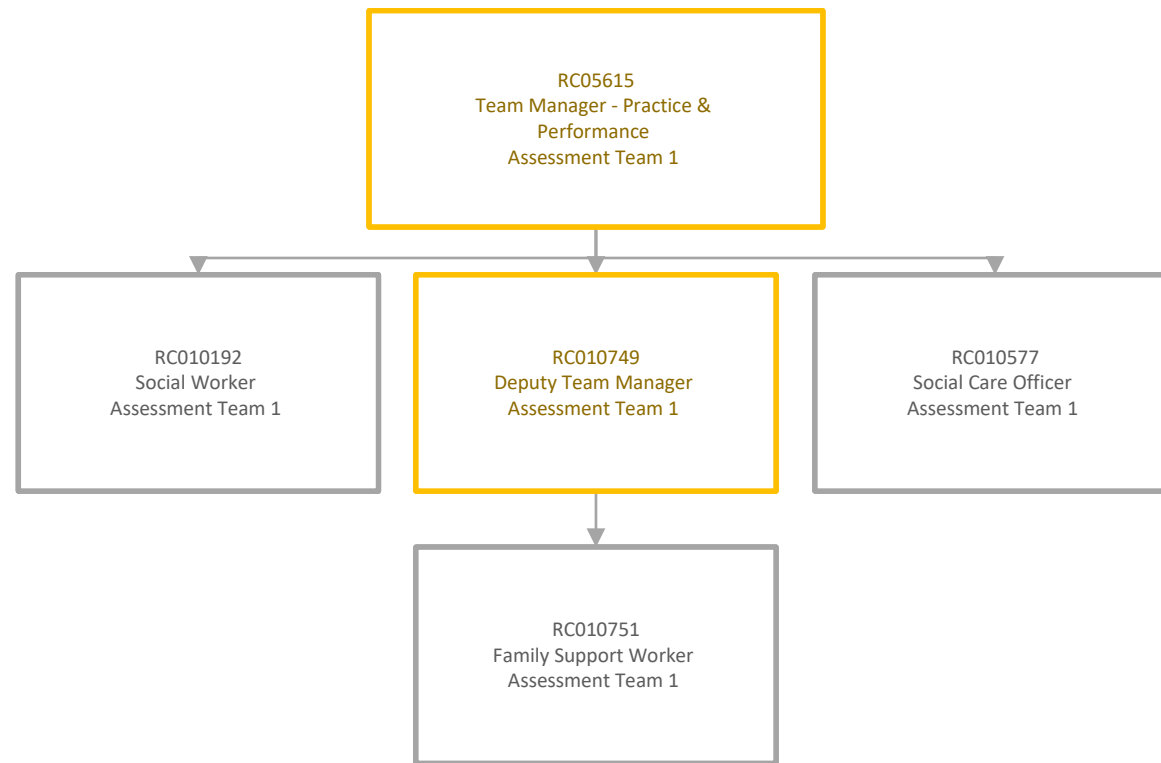 RC05615
Team Manager - Practice &
Performance
Assessment Team 1
RC010192
Social Worker
Assessment Team 1
RC010749
Deputy Team Manager
Assessment Team 1
RC010577
Social Care Officer
Assessment Team 1
RC010751
Family Support Worker
Assessment Team 1